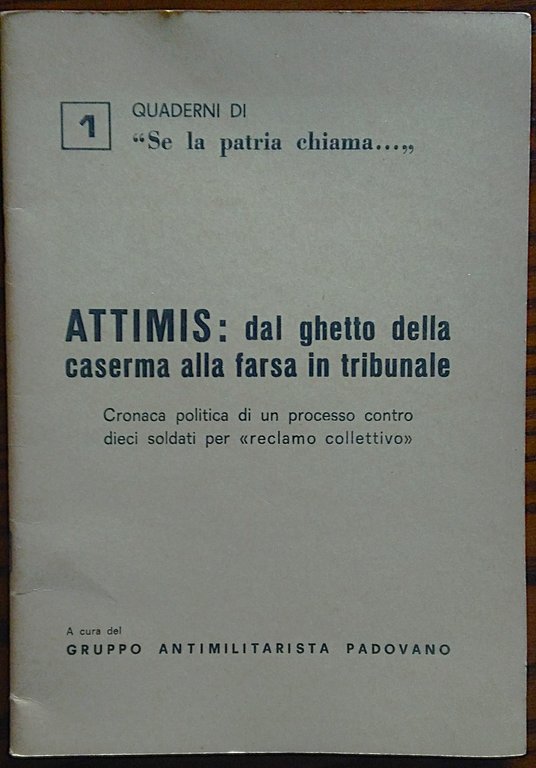 1
QUADERNI DI
“Se la patria chiama...„
ATTIMIS: dal ghetto della
caserma alla farsa in tribunale
Cronaca politica di un processo contro
dieci soldati per «reclamo collettivo»
A cura del
GRUPPO ANTIMILITARISTA PADOVANO